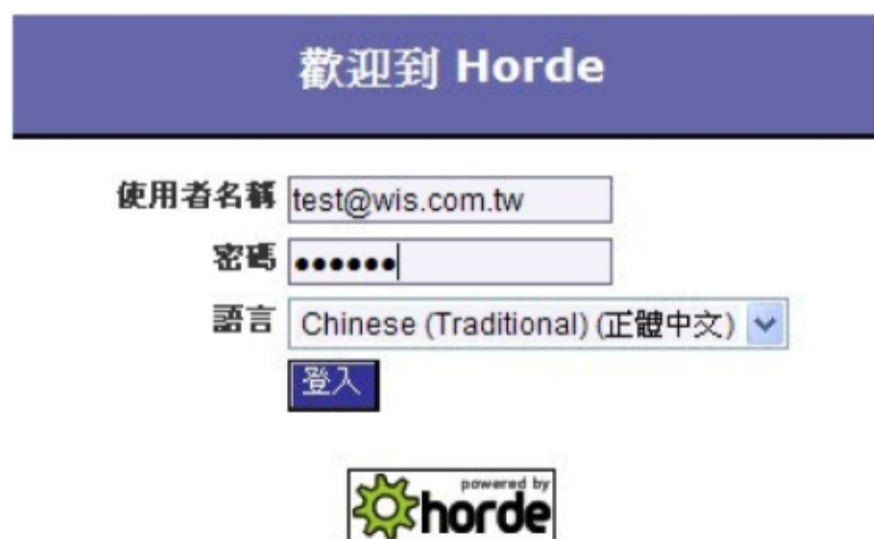 歡迎到 Horde
使用者名稱 test@wis.com.tw
密碼 ••••••
語言 Chinese (Traditional) (正體中文)
登入
powered by
horde